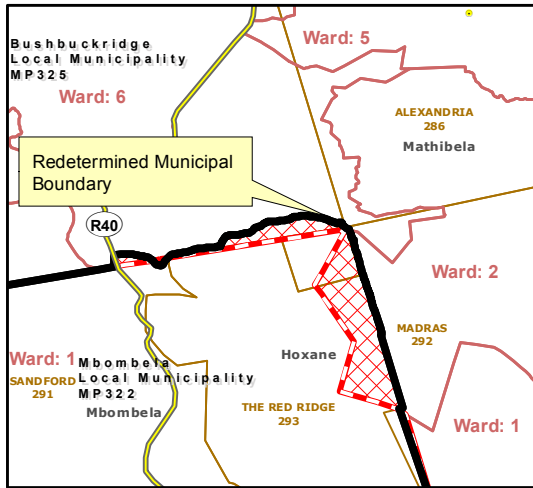 Ward: 5
Bushbuckridge
Local Municipality
MP325
Ward: 6
ALEXANDRIA
286
Mathibela
Redetermined Municipal
Boundary
R40
Ward: 2
MADRAS
292
Hoxane
Ward: 1
SANDFORD
291
Mbombela
Local Municipality
MP322
Mbombela
THE RED RIDGE
293
Ward: 1